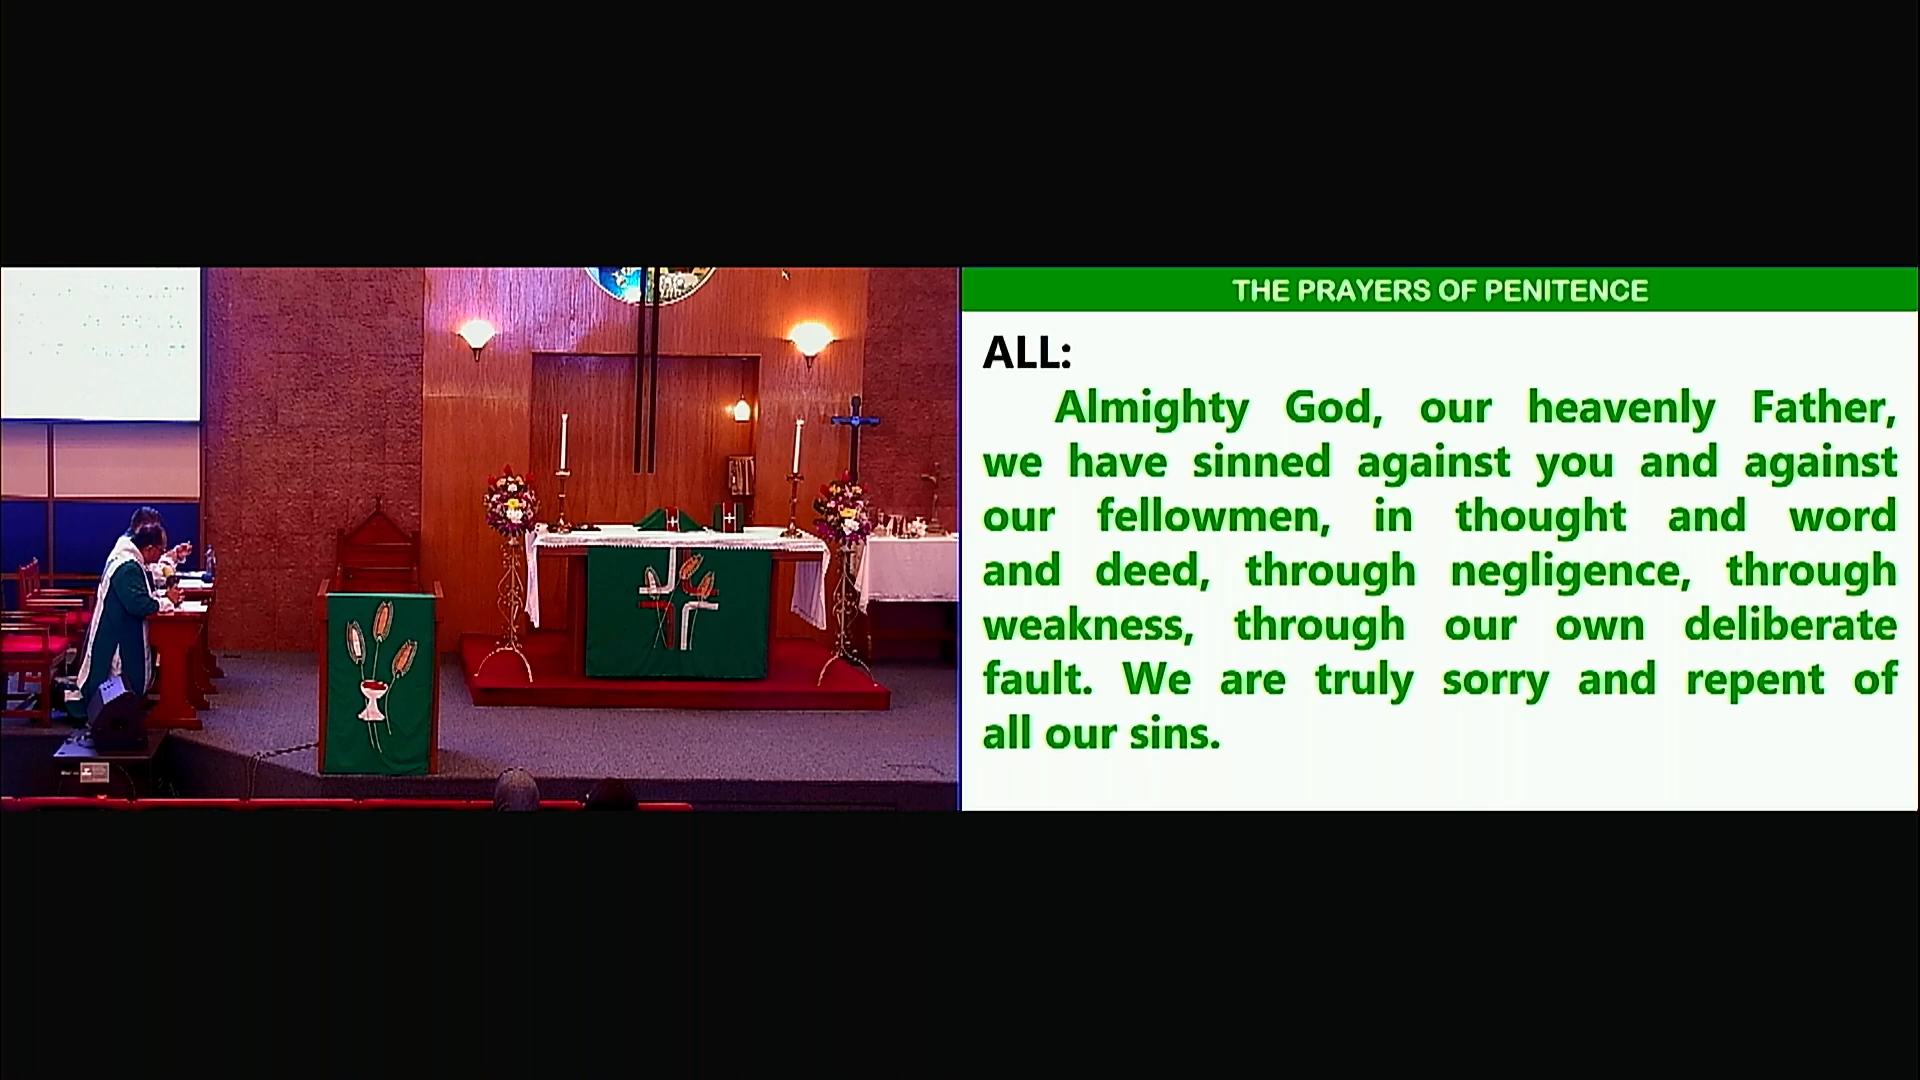 THE PRAYERS OF PENITENCE
ALL:
Almighty God, our heavenly Father,
we have sinned against you and against
our fellowmen, in thought and word
and deed, through negligence, through
weakness, through our own deliberate
fault. We are truly sorry and repent of
all our sins.